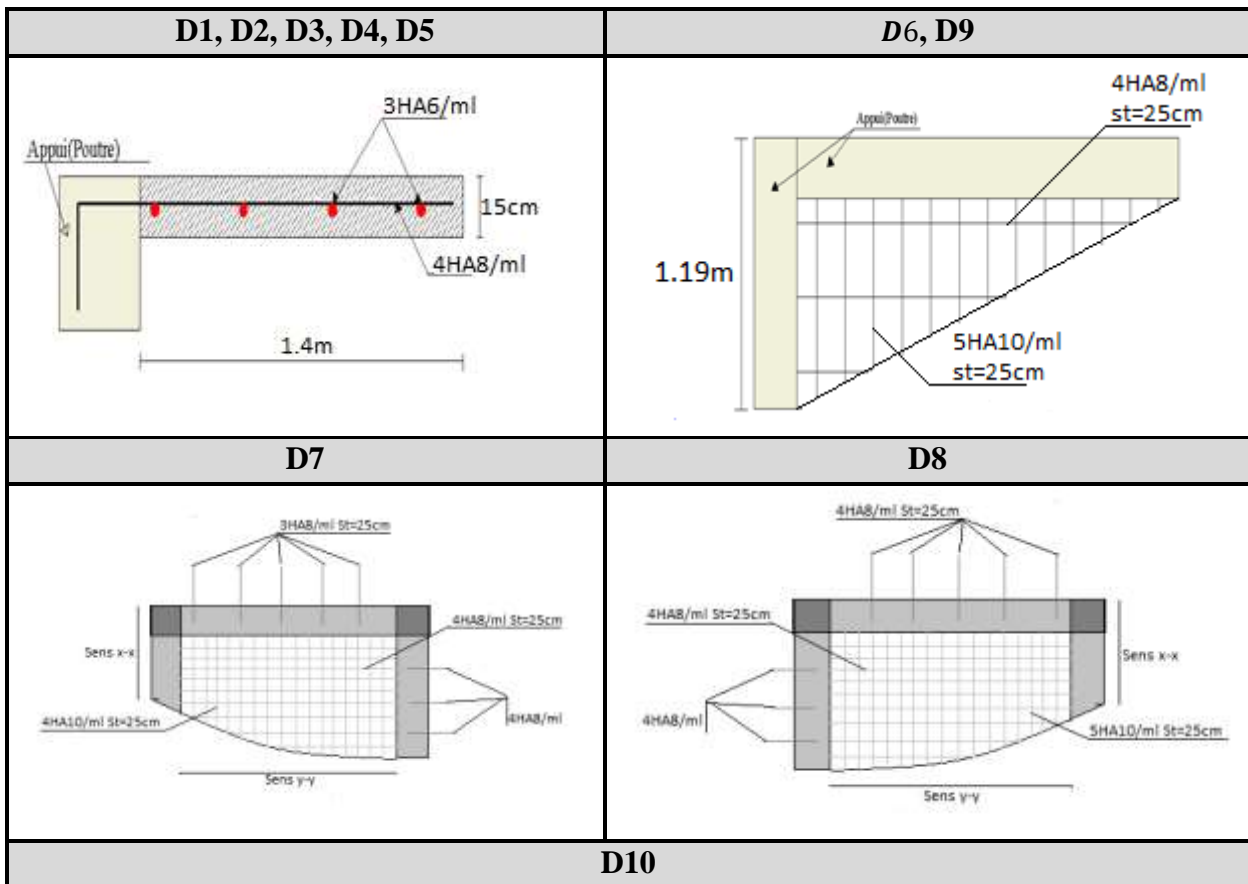 D1, D2, D3, D4, D5
D6, D9
3HA6/ml
Appui(Poutre)
15cm
4HA8/ml
1.4m
4HA8/ml
st=25cm
Appui(Poutre)
1.19m
5HA10/ml
st=25cm
D7
D8
3HA8/ml St=25cm
4HA8/ml St=25cm
Sens x-x
4HA10/ml St=25cm
4HA8/ml
Sens y-y
4HA8/ml St=25cm
4HA8/ml St=25cm
Sens x-x
4HA8/ml
5HA10/ml St=25cm
Sens y-y
D10